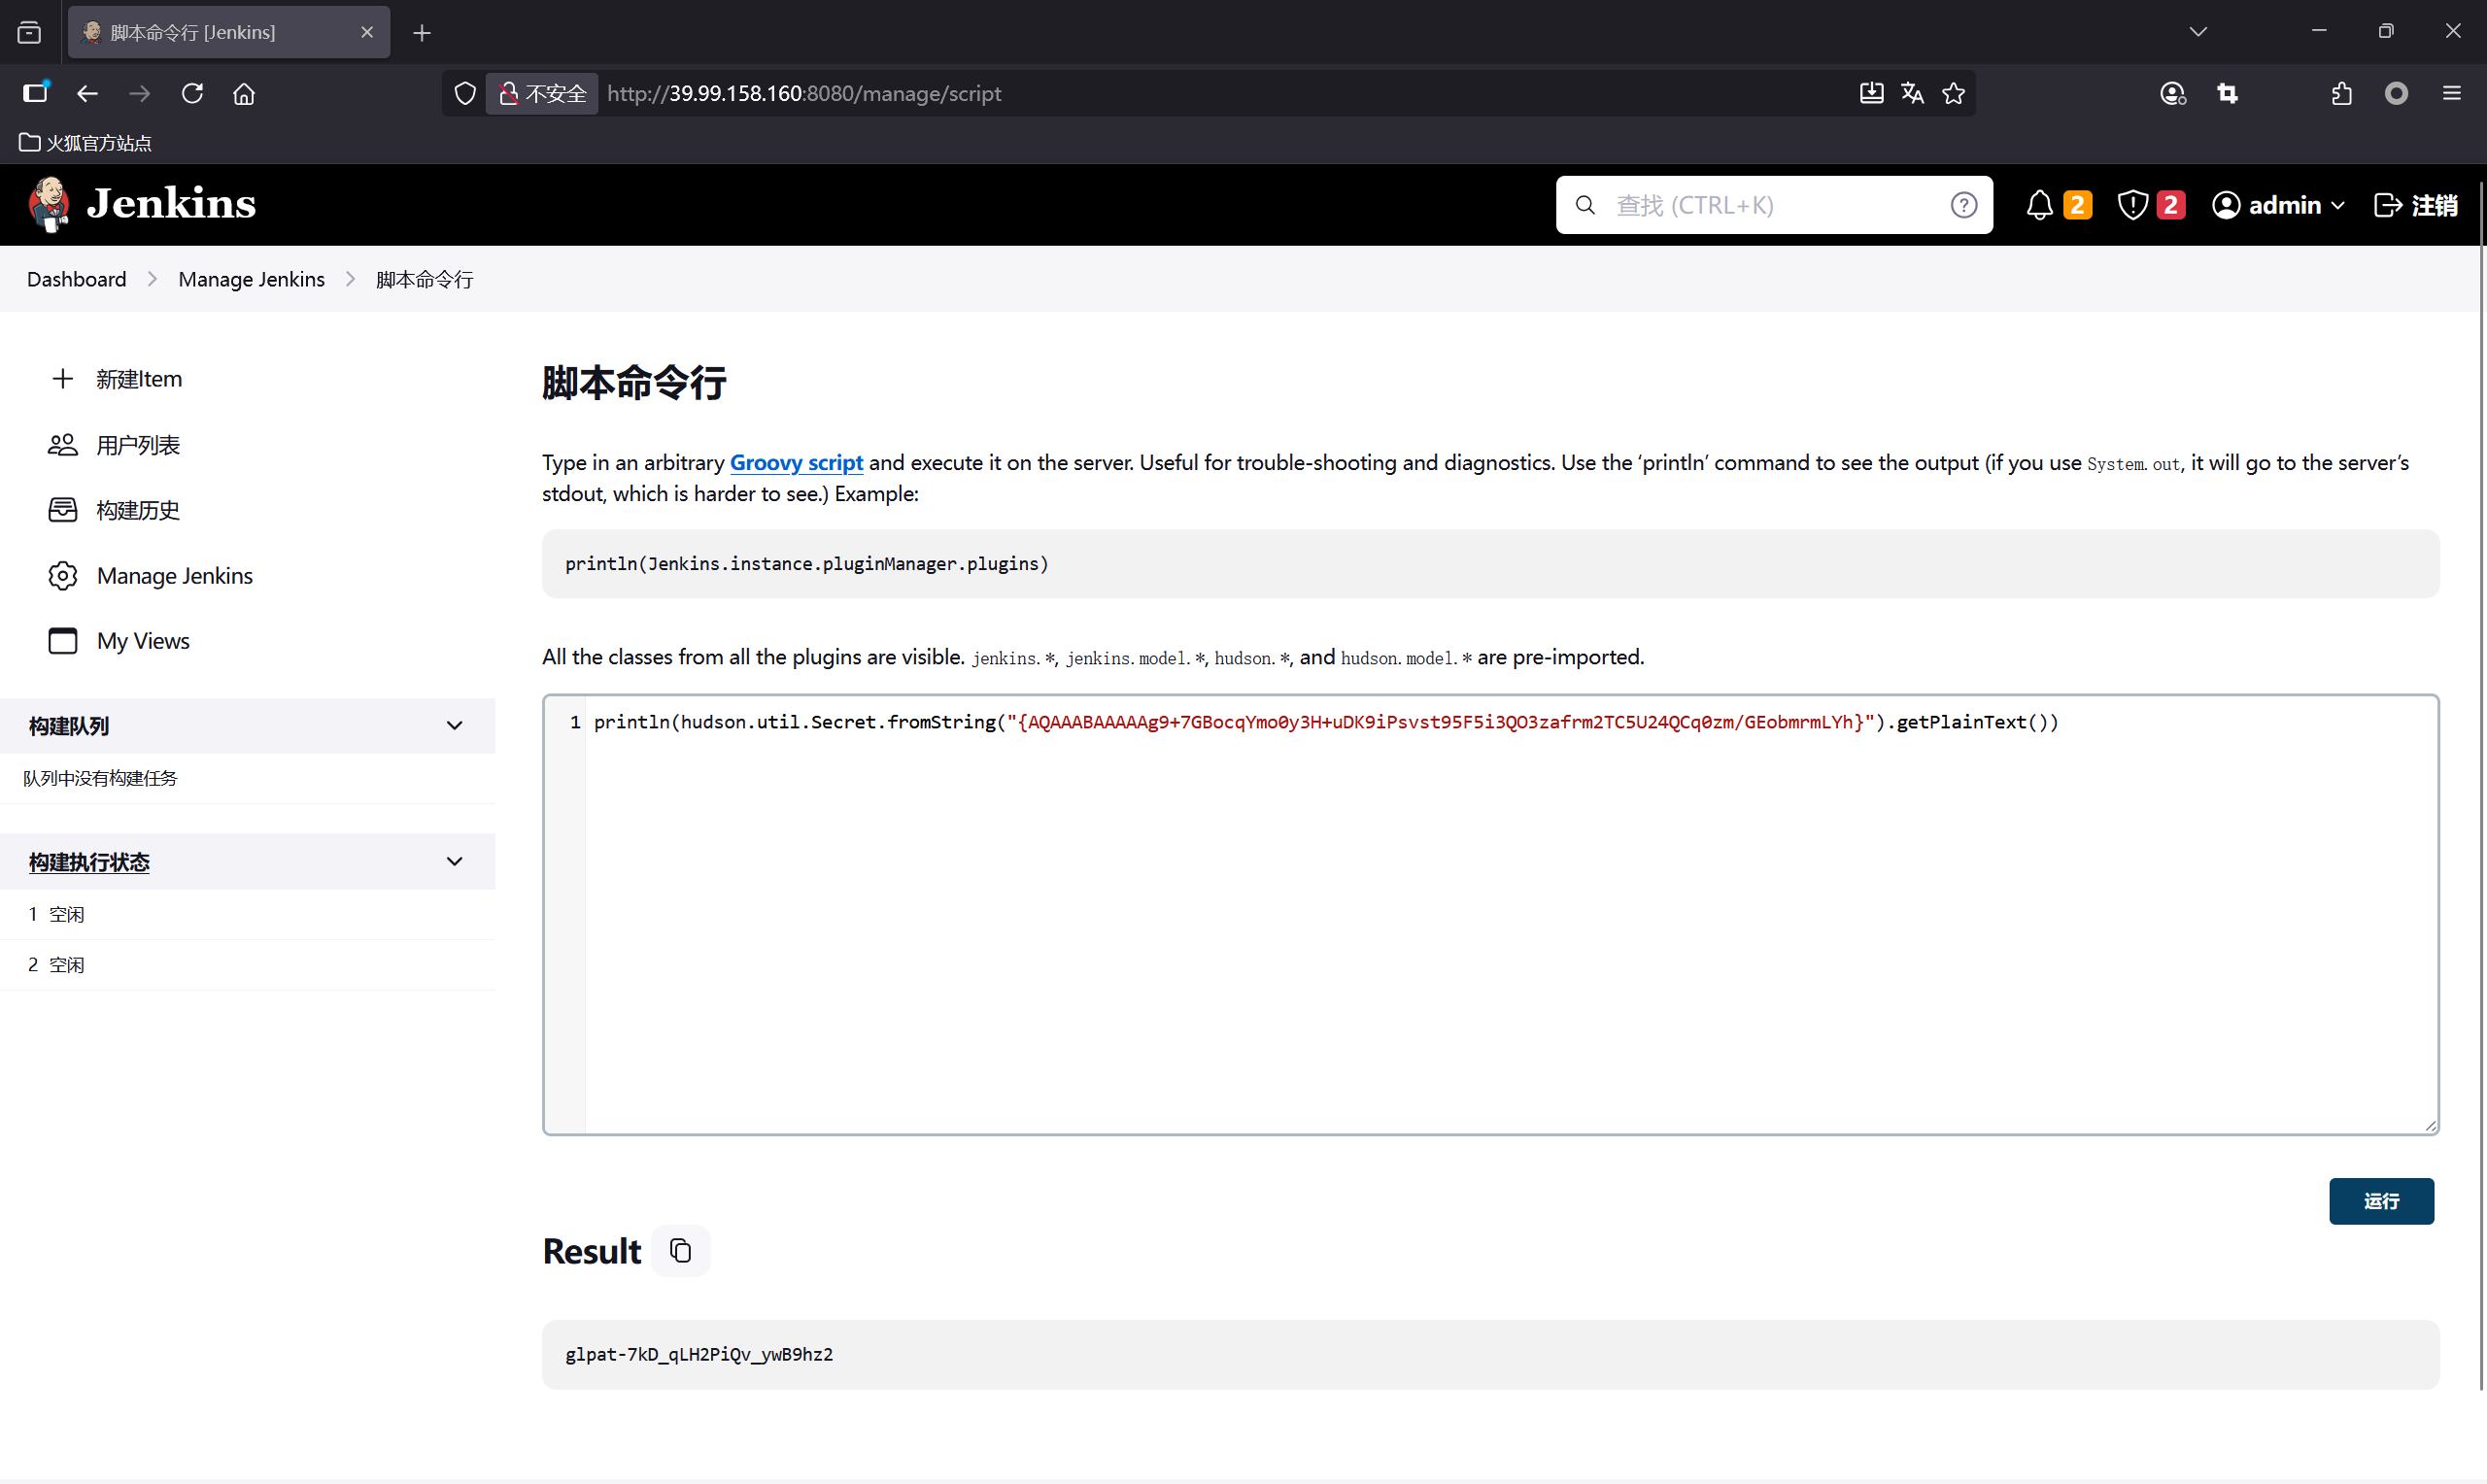 脚本命令行 [Jenkins]
不安全 http://39.99.158.160:8080/manage/script
火狐官方站点
Jenkins
查找 (CTRL+K)
2
2
admin
注销
Dashboard
Manage Jenkins
脚本命令行
新建Item
用户列表
构建历史
Manage Jenkins
My Views
构建队列
队列中没有构建任务
构建执行状态
1 空闲
2 空闲
脚本命令行
Type in an arbitrary Groovy script and execute it on the server. Useful for trouble-shooting and diagnostics. Use the ‘println’ command to see the output (if you use System.out, it will go to the server’s
stdout, which is harder to see.) Example:
println(Jenkins.instance.pluginManager.plugins)
All the classes from all the plugins are visible. jenkins.*, jenkins.model.*, hudson.*, and hudson.model.* are pre-imported.
1 println(hudson.util.Secret.fromString("{AQAAABAAAAAg9+7GBocqYmo0y3H+uDK9iPsvst95F5i3QO3zafrm2TC5U24QCq0zm/GEobmrmLYh}").getPlainText())
运行
Result
glpat-7kD_qLH2PiQv_ywB9hz2